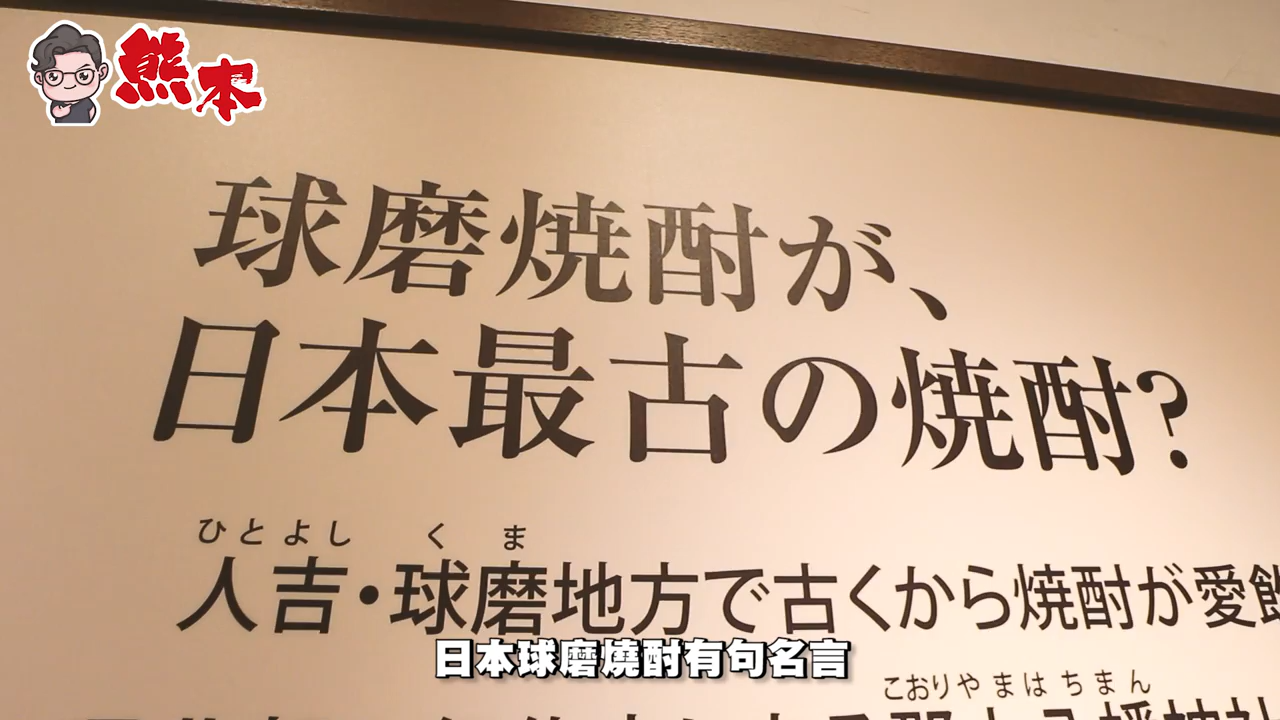 熊本
球磨焼酎が、
日本最古の焼酎?
ひとよし くま
人吉・球磨地方で古くから焼酎が愛飲
日本球磨燒酎有句名言
こおりやまはちまん